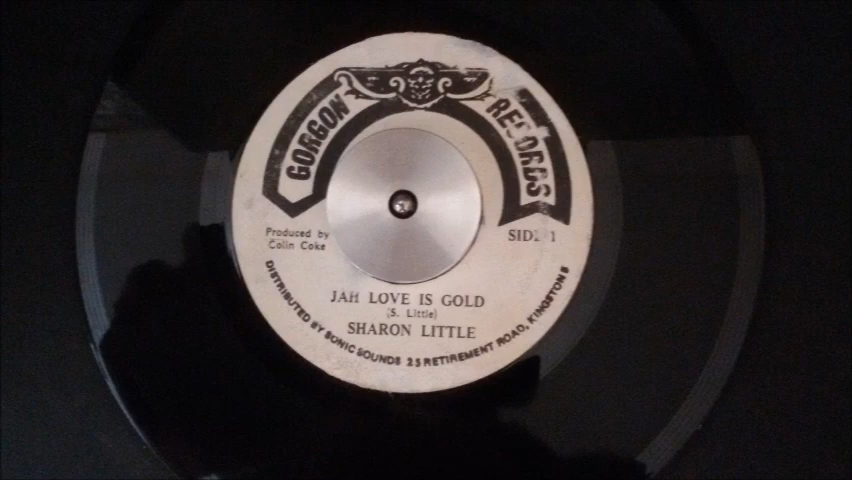 GORGON RECORDS
Produced by
Colin Coke
SIDE 1
JAH LOVE IS GOLD
(S. Little)
SHARON LITTLE
DISTRIBUTED BY SONIC SOUNDS 25 RETIREMENT ROAD, KINGSTON 5